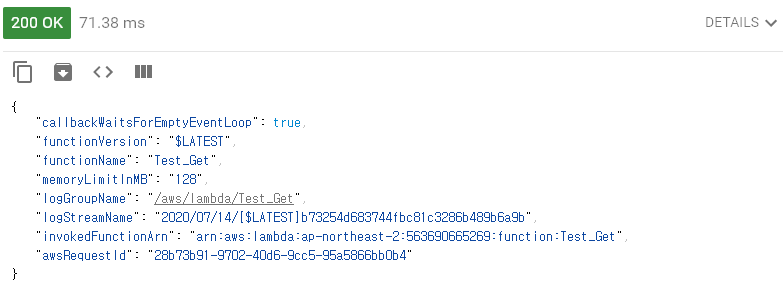 200 OK 71.38 ms DETAILS
{
"callbackWaitsForEmptyEventLoop": true,
"functionVersion": "$LATEST",
"functionName": "Test_Get",
"memoryLimitInMB": "128",
"logGroupName": "/aws/lambda/Test_Get",
"logStreamName": "2020/07/14/[$LATEST]b73254d683744fbc81c3286b489b6a9b",
"invokedFunctionArn": "arn:aws:lambda:ap-northeast-2:563690665269:function:Test_Get",
"awsRequestId": "28b73b91-9702-40d6-9cc5-95a5866bb0b4"
}